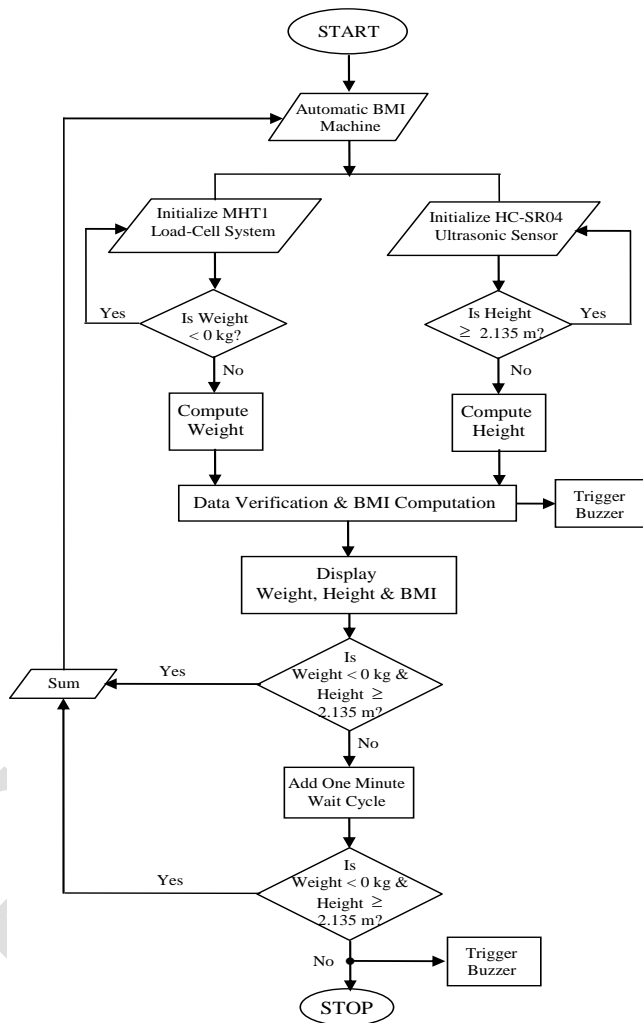 START
Automatic BMI
Machine
Initialize MHT1
Load-Cell System
Initialize HC-SR04
Ultrasonic Sensor
Yes
Is Weight
< 0 kg?
Is Height
≥ 2.135 m?
Yes
No
No
Compute
Weight
Compute
Height
Data Verification & BMI Computation
Trigger
Buzzer
Display
Weight, Height & BMI
Is
Weight < 0 kg &
Height ≥
2.135 m?
Yes
Sum
No
Add One Minute
Wait Cycle
Is
Weight < 0 kg &
Height ≥
2.135 m?
Yes
No
Trigger
Buzzer
STOP